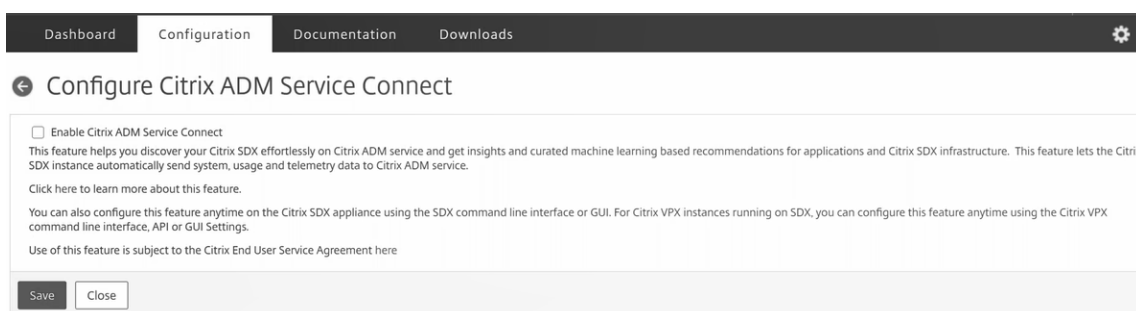 Dashboard Configuration Documentation Downloads
Configure Citrix ADM Service Connect
Enable Citrix ADM Service Connect
This feature helps you discover your Citrix SDX effortlessly on Citrix ADM service and get insights and curated machine learning based recommendations for applications and Citrix SDX infrastructure. This feature lets the Citri
SDX instance automatically send system, usage and telemetry data to Citrix ADM service.
Click here to learn more about this feature.
You can also configure this feature anytime on the Citrix SDX appliance using the SDX command line interface or GUI. For Citrix VPX instances running on SDX, you can configure this feature anytime using the Citrix VPX
command line interface, API or GUI Settings.
Use of this feature is subject to the Citrix End User Service Agreement here
Save Close